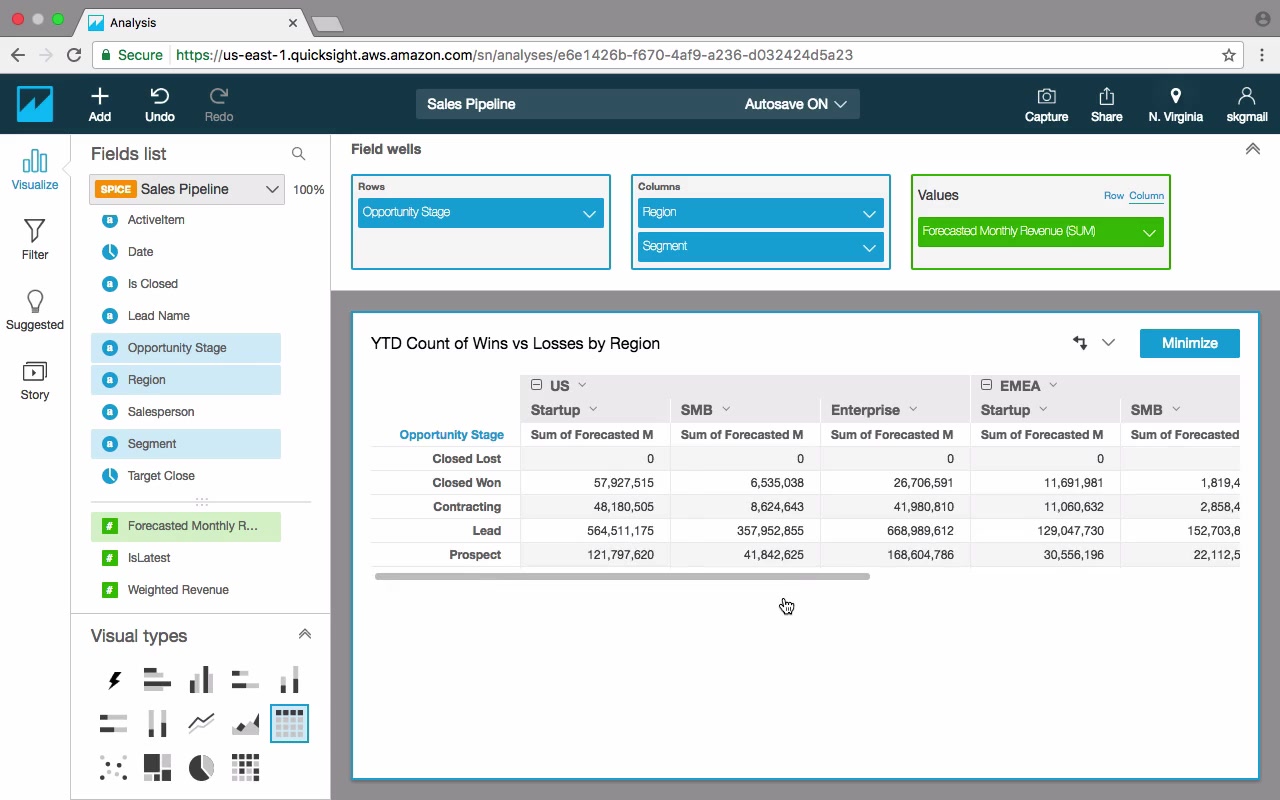 Analysis
Secure https://us-east-1.quicksight.aws.amazon.com/sn/analyses/e6e1426b-f670-4af9-a236-d032424d5a23
Add Undo Redo Sales Pipeline Autosave ON Capture Share N. Virginia skgmail
Visualize
Filter
Suggested
Story
Fields list
SPICE Sales Pipeline 100%
ActiveItem
Date
Is Closed
Lead Name
Opportunity Stage
Region
Salesperson
Segment
Target Close
Forecasted Monthly R...
IsLatest
Weighted Revenue
Visual types
Field wells
Rows
Opportunity Stage
Columns
Region
Segment
Values Row Column
Forecasted Monthly Revenue (SUM)
YTD Count of Wins vs Losses by Region Minimize
US EMEA
Startup SMB Enterprise Startup SMB
Opportunity Stage Sum of Forecasted M Sum of Forecasted M Sum of Forecasted M Sum of Forecasted M Sum of Forecasted
Closed Lost 0 0 0 0
Closed Won 57,927,515 6,535,038 26,706,591 11,691,981 1,819,4
Contracting 48,180,505 8,624,643 41,980,810 11,060,632 2,858,4
Lead 564,511,175 357,952,855 668,989,612 129,047,730 152,703,8
Prospect 121,797,620 41,842,625 168,604,786 30,556,196 22,112,5